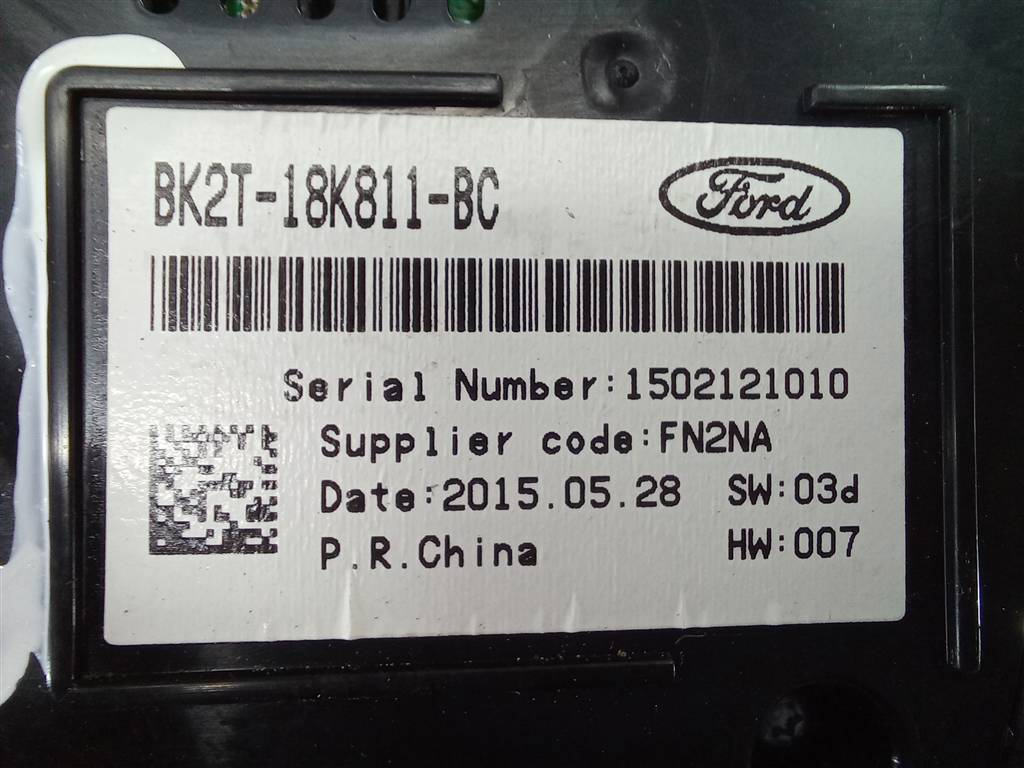 BK2T-18K811-BC
Ford
Serial Number:1502121010
Supplier code:FN2NA
Date:2015.05.28 SW:03d
P.R.China HW:007